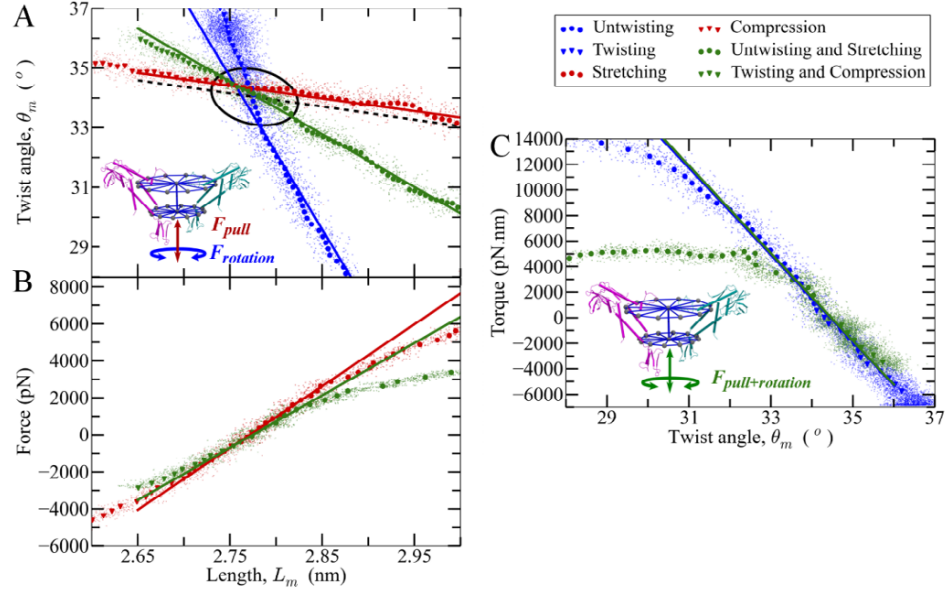 A
Twist angle, θm (°)
37
35
33
31
29
Fpull
Frotation
Untwisting
Twisting
Stretching
Compression
Untwisting and Stretching
Twisting and Compression
B
Force (pN)
8000
6000
4000
2000
0
−2000
−4000
−6000
2.65 2.75 2.85 2.95
Length, Lm (nm)
C
Torque (pN.nm)
14000
12000
10000
8000
6000
4000
2000
0
−2000
−4000
−6000
Fpull+rotation
29 31 33 35 37
Twist angle, θm (°)